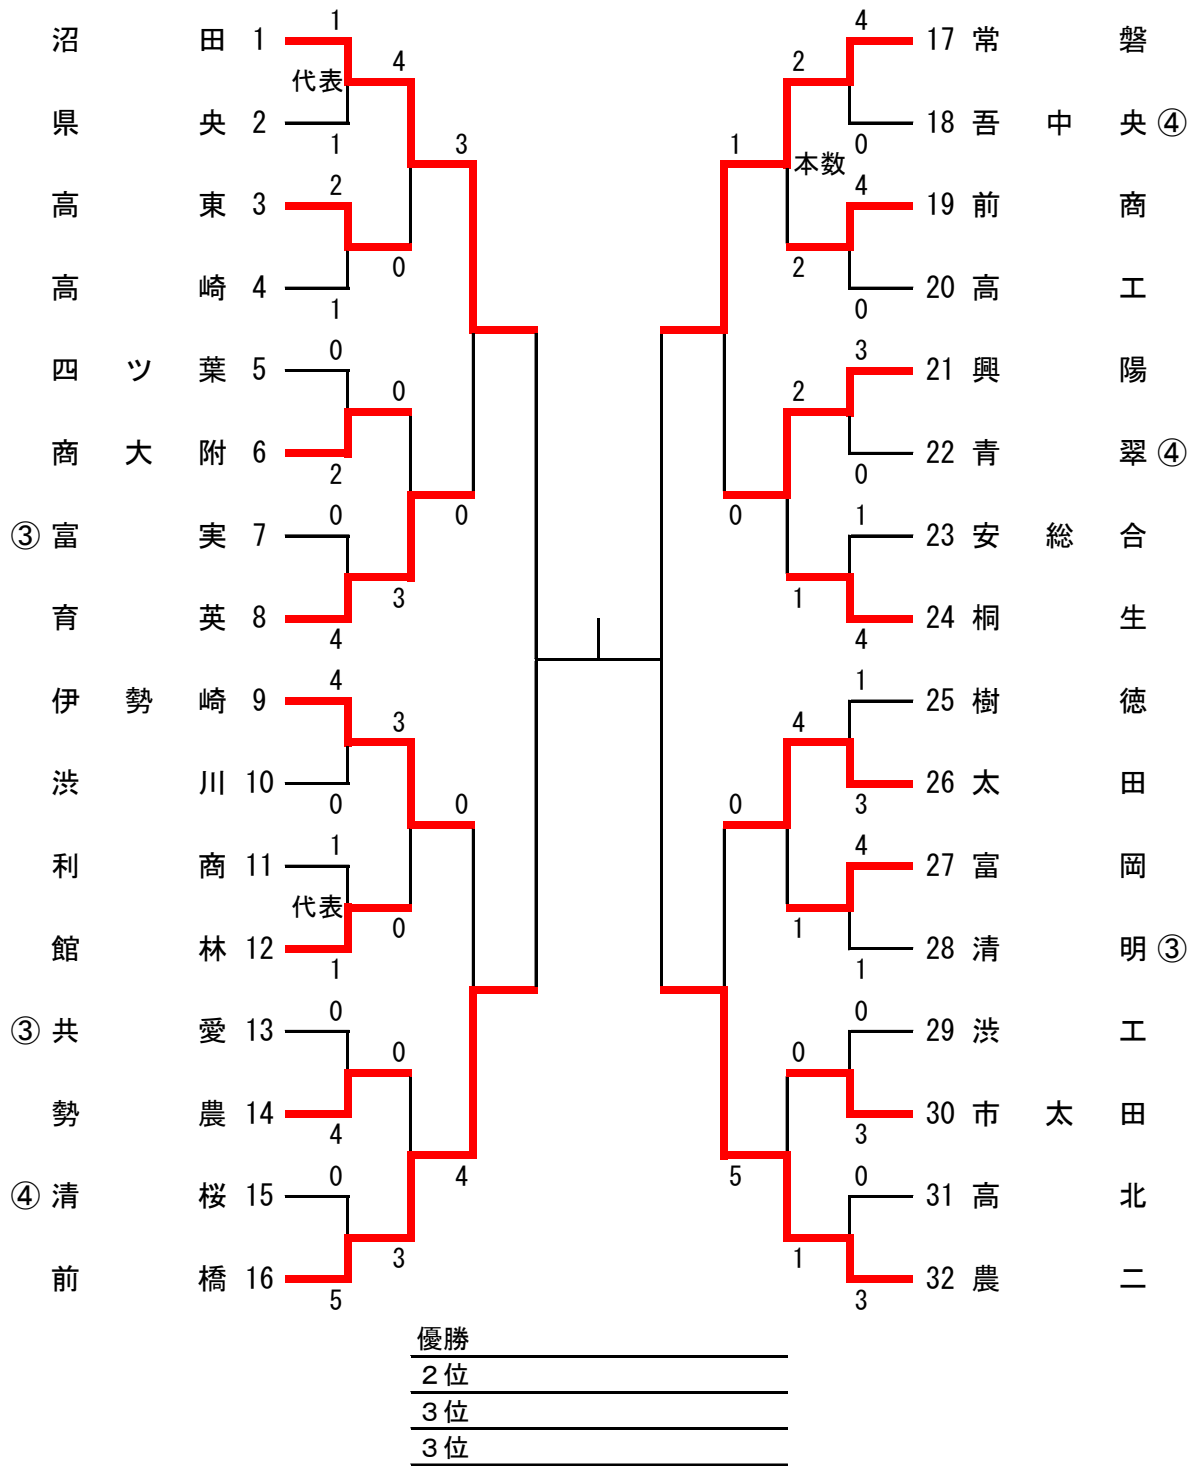 1
沼田 1
4
代表
県央 2
1
3
2
高東 3
0
高崎 4
1
0
四ツ葉 5
0
商大附 6
2
0
③ 富実 7
0
3
育英 8
4
4
伊勢崎 9
3
渋川 10
0
0
1
利商 11
代表
0
館林 12
1
0
③ 共愛 13
0
勢農 14
4
0
④ 清桜 15
4
3
前橋 16
5
4
17 常磐
2
18 吾中央 ④
0
1
本数
4
19 前商
2
20 高工
0
3
21 興陽
2
22 青翠 ④
0
1
23 安総合
0
1
24 桐生
4
1
25 樹徳
4
26 太田
3
0
4
27 富岡
1
28 清明 ③
1
0
29 渋工
0
30 市太田
3
0
31 高北
5
1
32 農二
3
優勝
2位
3位
3位